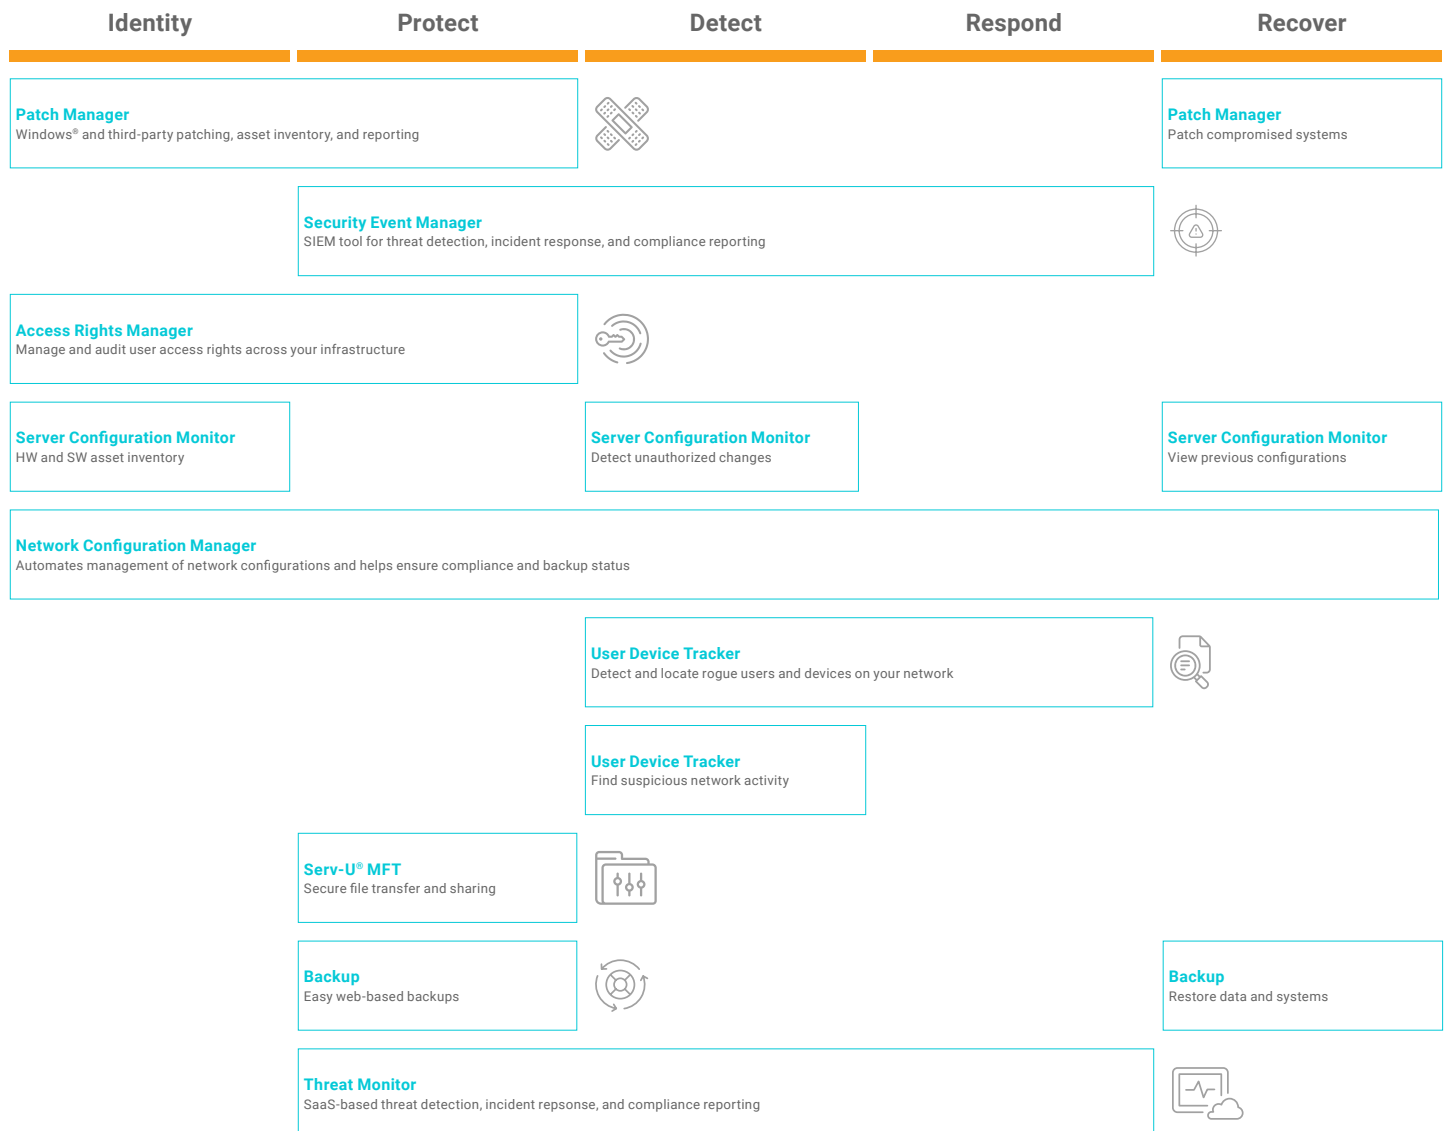 Identity
Protect
Detect
Respond
Recover
Patch Manager
Windows® and third-party patching, asset inventory, and reporting
Patch Manager
Patch compromised systems
Security Event Manager
SIEM tool for threat detection, incident response, and compliance reporting
Access Rights Manager
Manage and audit user access rights across your infrastructure
Server Configuration Monitor
HW and SW asset inventory
Server Configuration Monitor
Detect unauthorized changes
Server Configuration Monitor
View previous configurations
Network Configuration Manager
Automates management of network configurations and helps ensure compliance and backup status
User Device Tracker
Detect and locate rogue users and devices on your network
User Device Tracker
Find suspicious network activity
Serv-U® MFT
Secure file transfer and sharing
Backup
Easy web-based backups
Backup
Restore data and systems
Threat Monitor
SaaS-based threat detection, incident repsonse, and compliance reporting